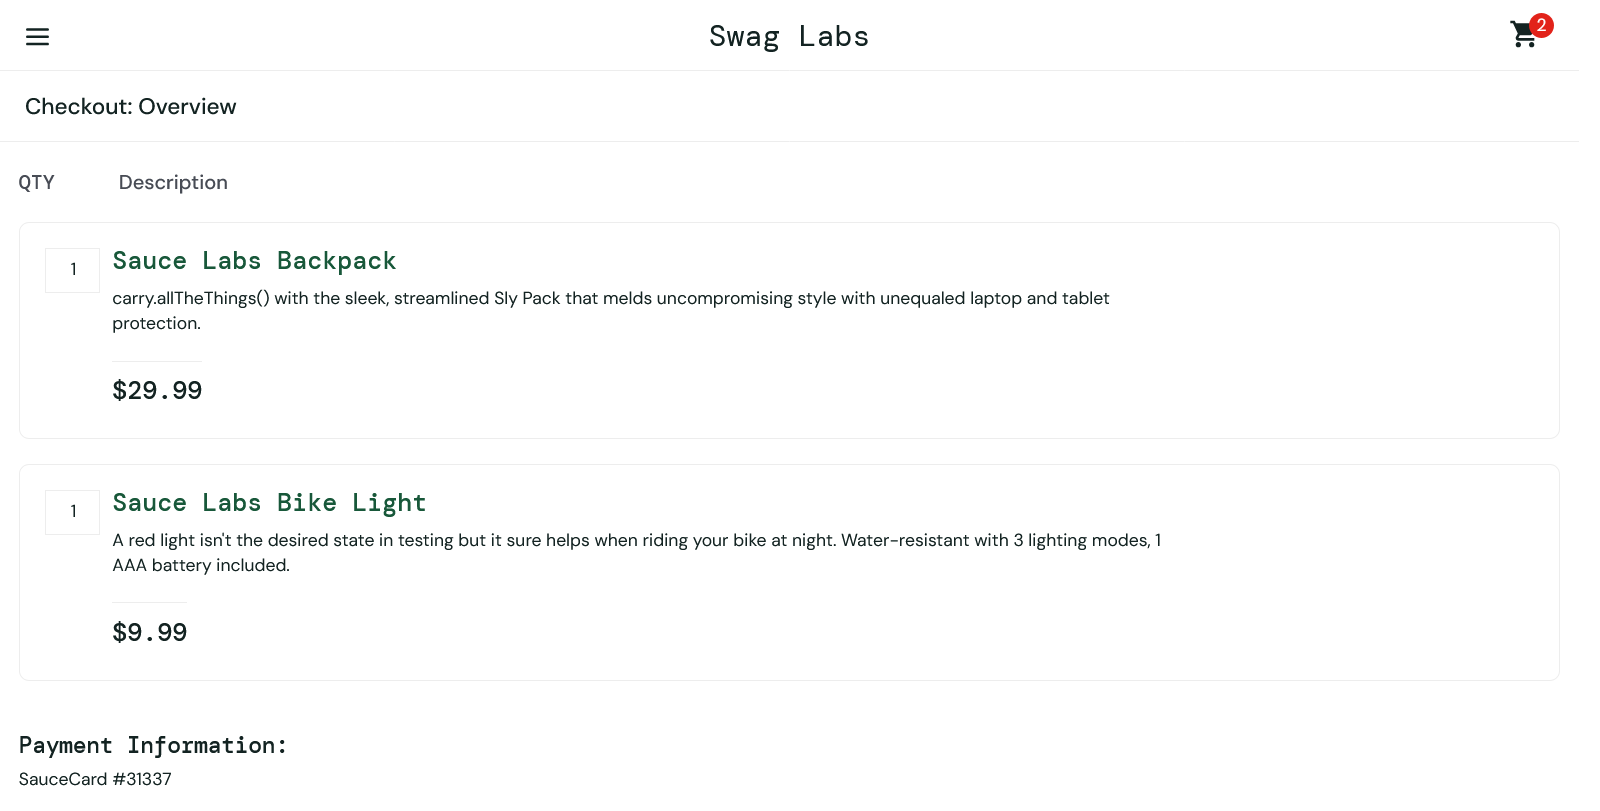 Swag Labs
2
Checkout: Overview
QTY Description
1
Sauce Labs Backpack
carry.allTheThings() with the sleek, streamlined Sly Pack that melds uncompromising style with unequaled laptop and tablet
protection.
$29.99
1
Sauce Labs Bike Light
A red light isn't the desired state in testing but it sure helps when riding your bike at night. Water-resistant with 3 lighting modes, 1
AAA battery included.
$9.99
Payment Information:
SauceCard #31337